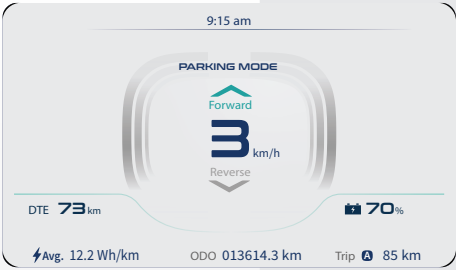 9:15 am
PARKING MODE
Forward
3 km/h
Reverse
DTE 73 km
70%
Avg. 12.2 Wh/km
ODO 013614.3 km
Trip A 85 km